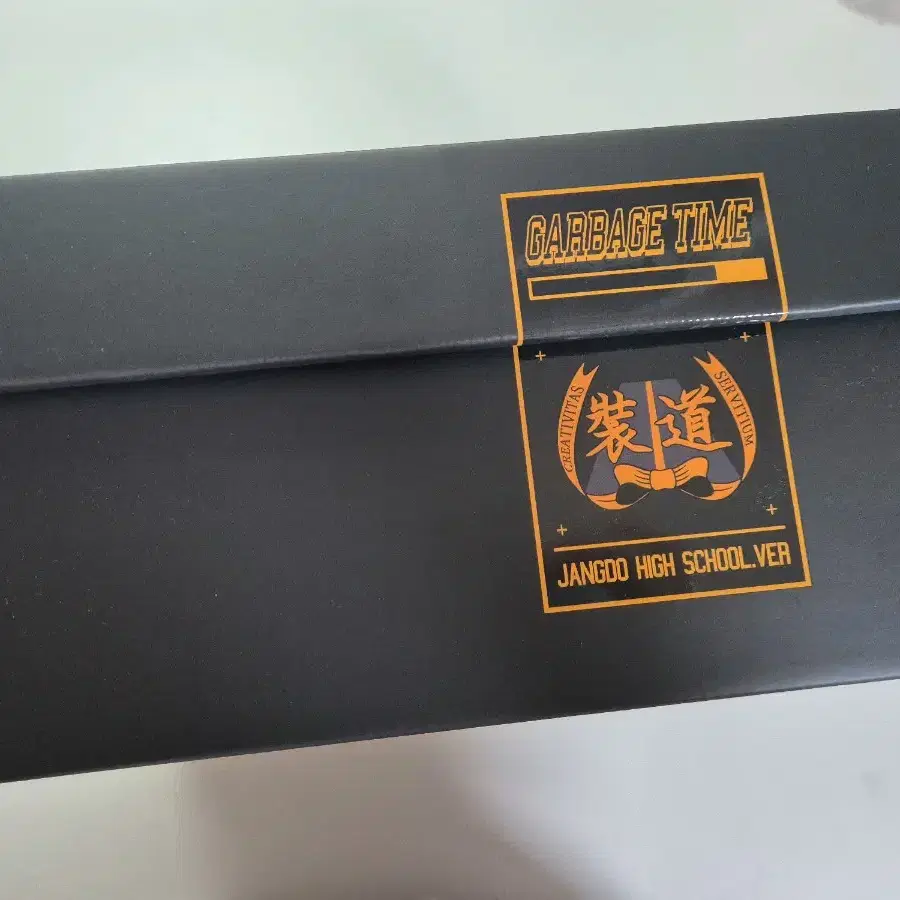 GARBAGE TIME
CREATIVITAS
裝道
SERVITIUM
JANGDO HIGH SCHOOL.VER